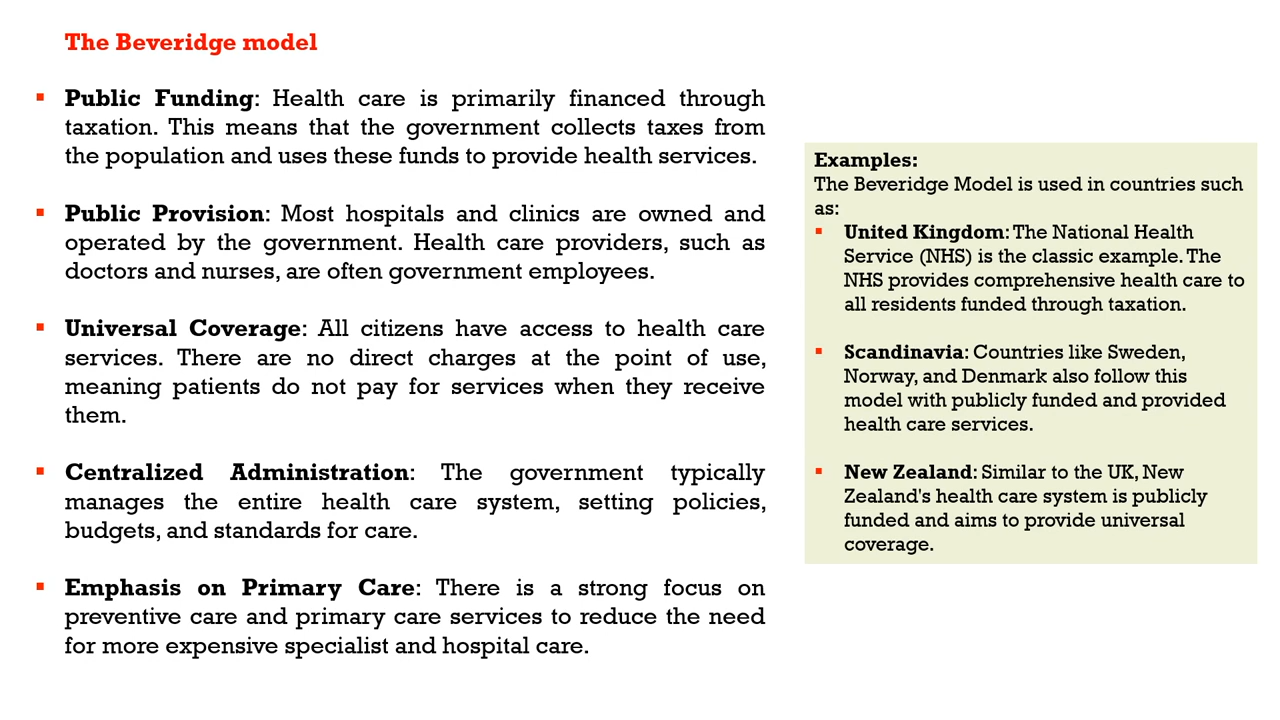 The Beveridge model
▪ Public Funding: Health care is primarily financed through
taxation. This means that the government collects taxes from
the population and uses these funds to provide health services.
▪ Public Provision: Most hospitals and clinics are owned and
operated by the government. Health care providers, such as
doctors and nurses, are often government employees.
▪ Universal Coverage: All citizens have access to health care
services. There are no direct charges at the point of use,
meaning patients do not pay for services when they receive
them.
▪ Centralized Administration: The government typically
manages the entire health care system, setting policies,
budgets, and standards for care.
▪ Emphasis on Primary Care: There is a strong focus on
preventive care and primary care services to reduce the need
for more expensive specialist and hospital care.
Examples:
The Beveridge Model is used in countries such
as:
▪ United Kingdom: The National Health
Service (NHS) is the classic example. The
NHS provides comprehensive health care to
all residents funded through taxation.
▪ Scandinavia: Countries like Sweden,
Norway, and Denmark also follow this
model with publicly funded and provided
health care services.
▪ New Zealand: Similar to the UK, New
Zealand's health care system is publicly
funded and aims to provide universal
coverage.